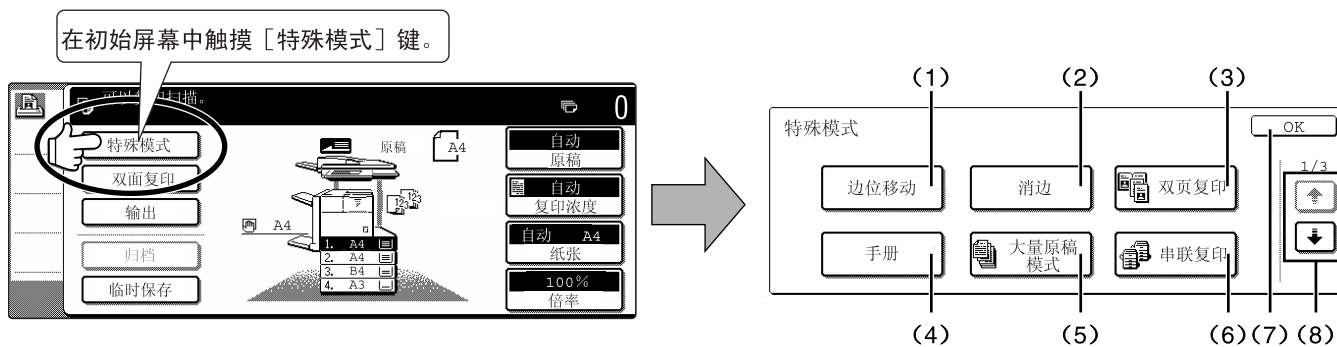 在初始屏幕中触摸［特殊模式］键。
扫描。
0
特殊模式
双面复印
输出
归档
临时保存
原稿
A4
A4
1. A4
2. A4
3. B4
4. A3
自动
原稿
自动
复印浓度
自动 A4
纸张
100%
倍率
(1)
(2)
(3)
特殊模式
OK
1/3
边位移动
消边
双页复印
手册
大量原稿
模式
串联复印
(4)
(5)
(6)
(7)
(8)